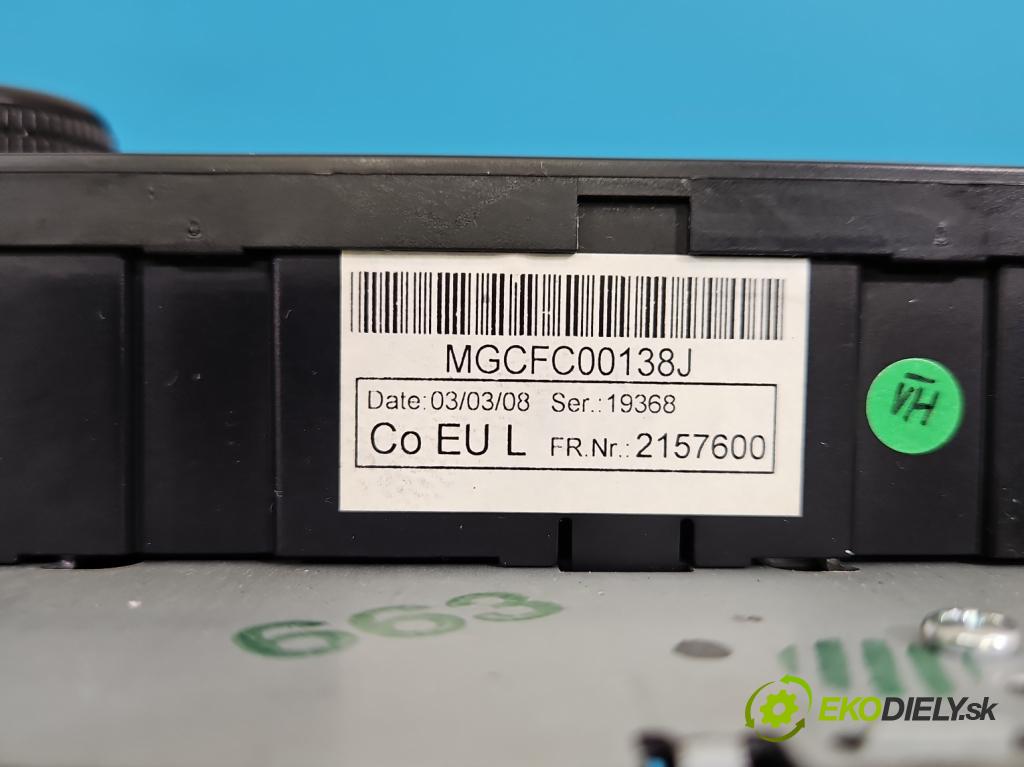 MGCFC00138J
Date: 03/03/08 Ser.: 19368
Co EU L FR.Nr.: 2157600
VH
663
EKODIELY.sk